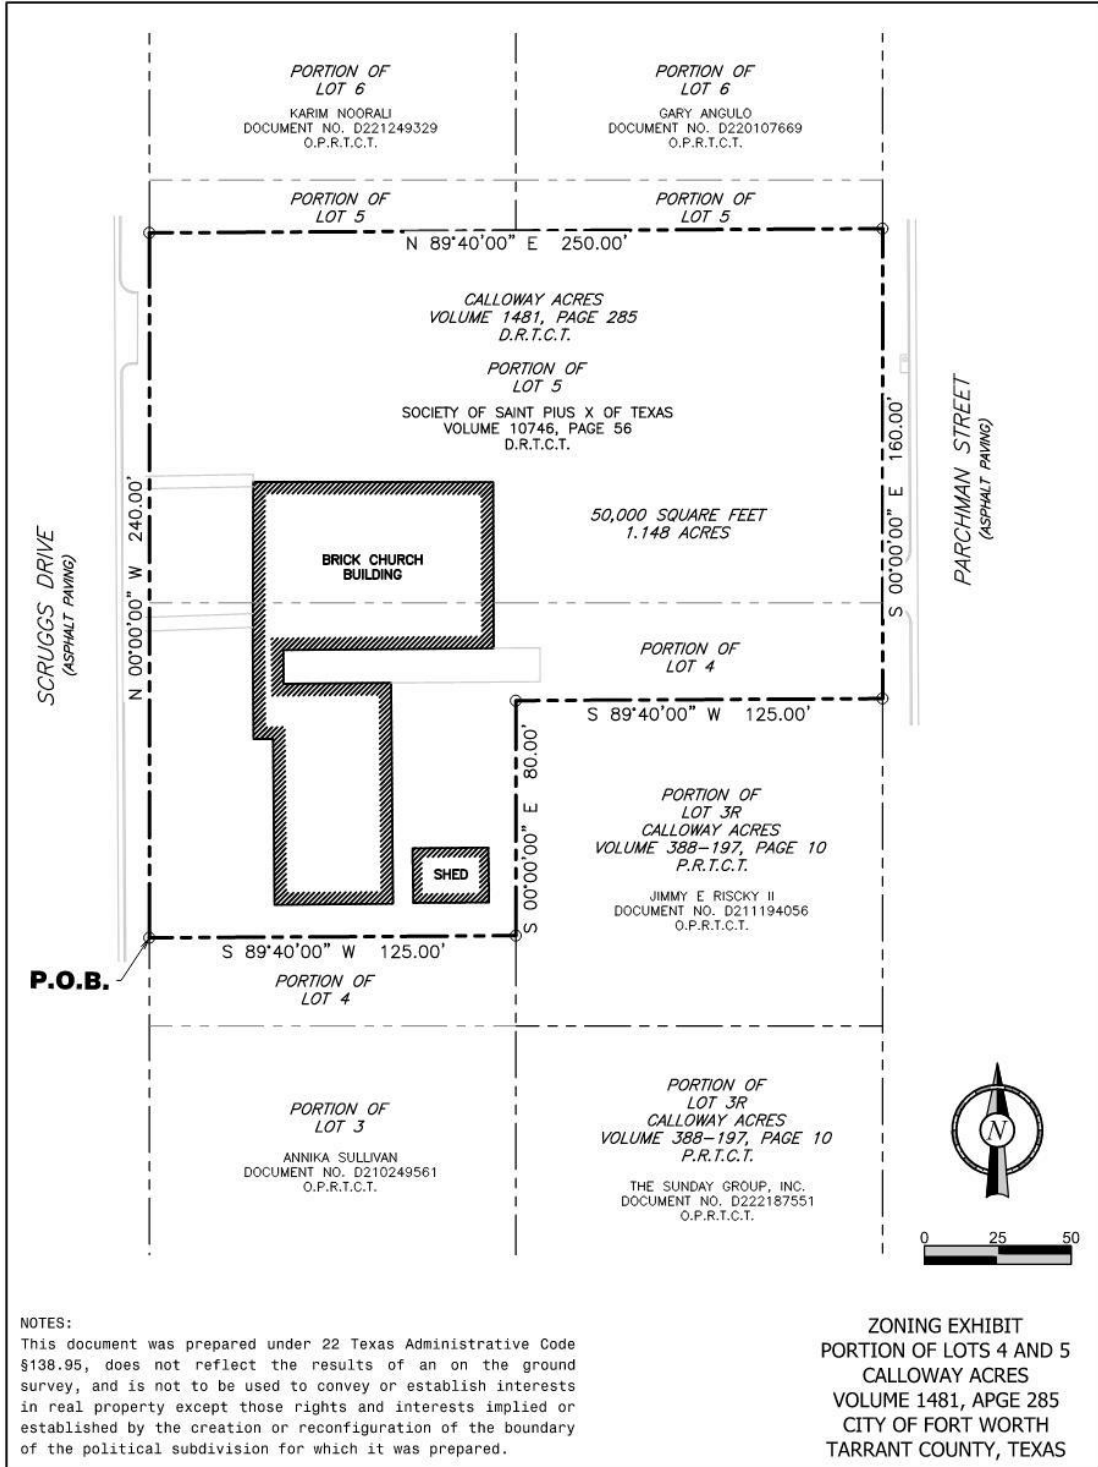 PORTION OF
LOT 6
KARIM NOORALI
DOCUMENT NO. D221249329
O.P.R.T.C.T.
PORTION OF
LOT 6
GARY ANGULO
DOCUMENT NO. D220107669
O.P.R.T.C.T.
PORTION OF
LOT 5
PORTION OF
LOT 5
N 89°40'00" E 250.00'
CALLOWAY ACRES
VOLUME 1481, PAGE 285
D.R.T.C.T.
PORTION OF
LOT 5
SOCIETY OF SAINT PIUS X OF TEXAS
VOLUME 10746, PAGE 56
D.R.T.C.T.
50,000 SQUARE FEET
1.148 ACRES
SCRUGGS DRIVE
(ASPHALT PAVING)
N 00°00'00" W 240.00'
BRICK CHURCH
BUILDING
S 00°00'00" E 160.00'
PARCHMAN STREET
(ASPHALT PAVING)
PORTION OF
LOT 4
S 89°40'00" W 125.00'
S 00°00'00" E 80.00'
PORTION OF
LOT 3R
CALLOWAY ACRES
VOLUME 388-197, PAGE 10
P.R.T.C.T.
JIMMY E RISCKY II
DOCUMENT NO. D211194056
O.P.R.T.C.T.
SHED
S 89°40'00" W 125.00'
P.O.B.
PORTION OF
LOT 4
PORTION OF
LOT 3
ANNIKA SULLIVAN
DOCUMENT NO. D210249561
O.P.R.T.C.T.
PORTION OF
LOT 3R
CALLOWAY ACRES
VOLUME 388-197, PAGE 10
P.R.T.C.T.
THE SUNDAY GROUP, INC.
DOCUMENT NO. D222187551
O.P.R.T.C.T.
N
0 25 50
NOTES:
This document was prepared under 22 Texas Administrative Code
§138.95, does not reflect the results of an on the ground
survey, and is not to be used to convey or establish interests
in real property except those rights and interests implied or
established by the creation or reconfiguration of the boundary
of the political subdivision for which it was prepared.
ZONING EXHIBIT
PORTION OF LOTS 4 AND 5
CALLOWAY ACRES
VOLUME 1481, APGE 285
CITY OF FORT WORTH
TARRANT COUNTY, TEXAS